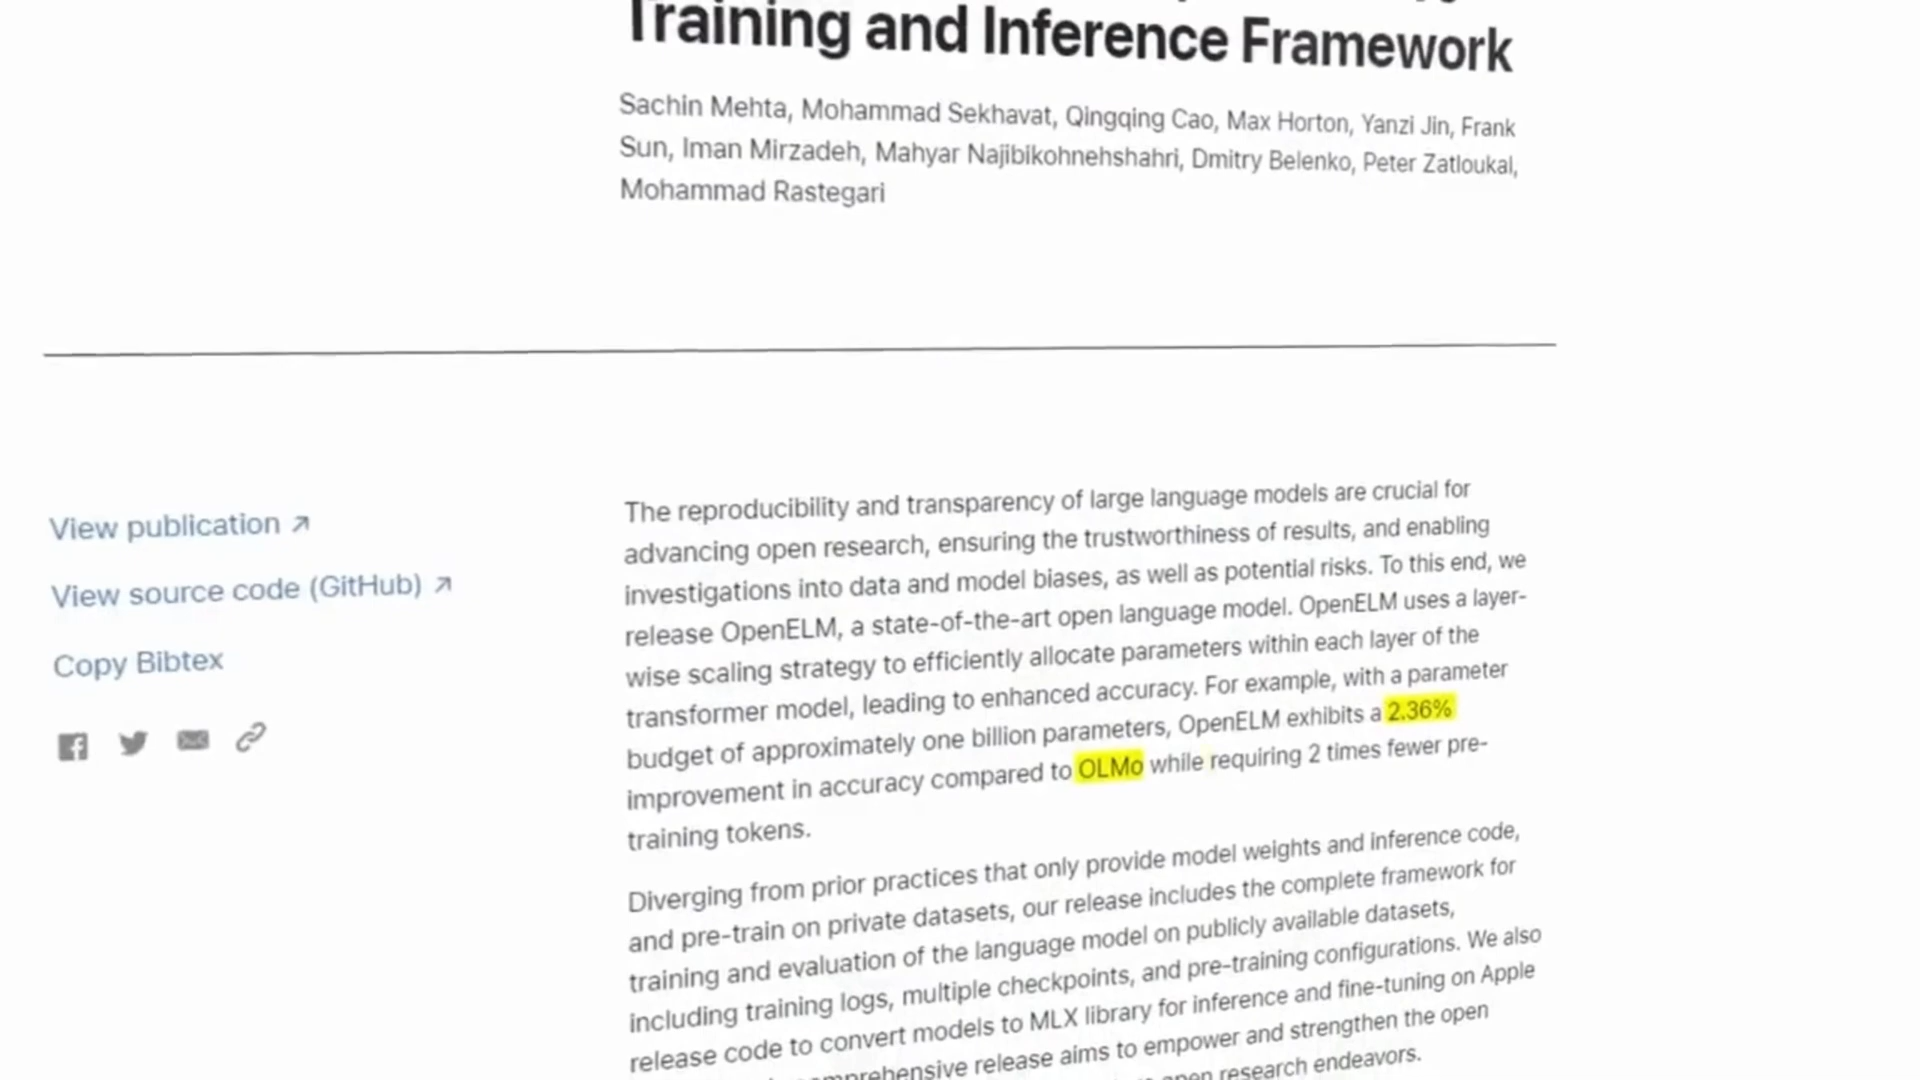 Training and Inference Framework
Sachin Mehta, Mohammad Sekhavat, Qingqing Cao, Max Horton, Yanzi Jin, Frank
Sun, Iman Mirzadeh, Mahyar Najibikohnehshahri, Dmitry Belenko, Peter Zatloukal,
Mohammad Rastegari
View publication ↗
View source code (GitHub) ↗
Copy Bibtex
The reproducibility and transparency of large language models are crucial for
advancing open research, ensuring the trustworthiness of results, and enabling
investigations into data and model biases, as well as potential risks. To this end, we
release OpenELM, a state-of-the-art open language model. OpenELM uses a layer-
wise scaling strategy to efficiently allocate parameters within each layer of the
transformer model, leading to enhanced accuracy. For example, with a parameter
budget of approximately one billion parameters, OpenELM exhibits a 2.36%
improvement in accuracy compared to OLMo while requiring 2 times fewer pre-
training tokens.
Diverging from prior practices that only provide model weights and inference code,
and pre-train on private datasets, our release includes the complete framework for
training and evaluation of the language model on publicly available datasets,
including training logs, multiple checkpoints, and pre-training configurations. We also
release code to convert models to MLX library for inference and fine-tuning on Apple
release aims to empower and strengthen the open
open research endeavors.